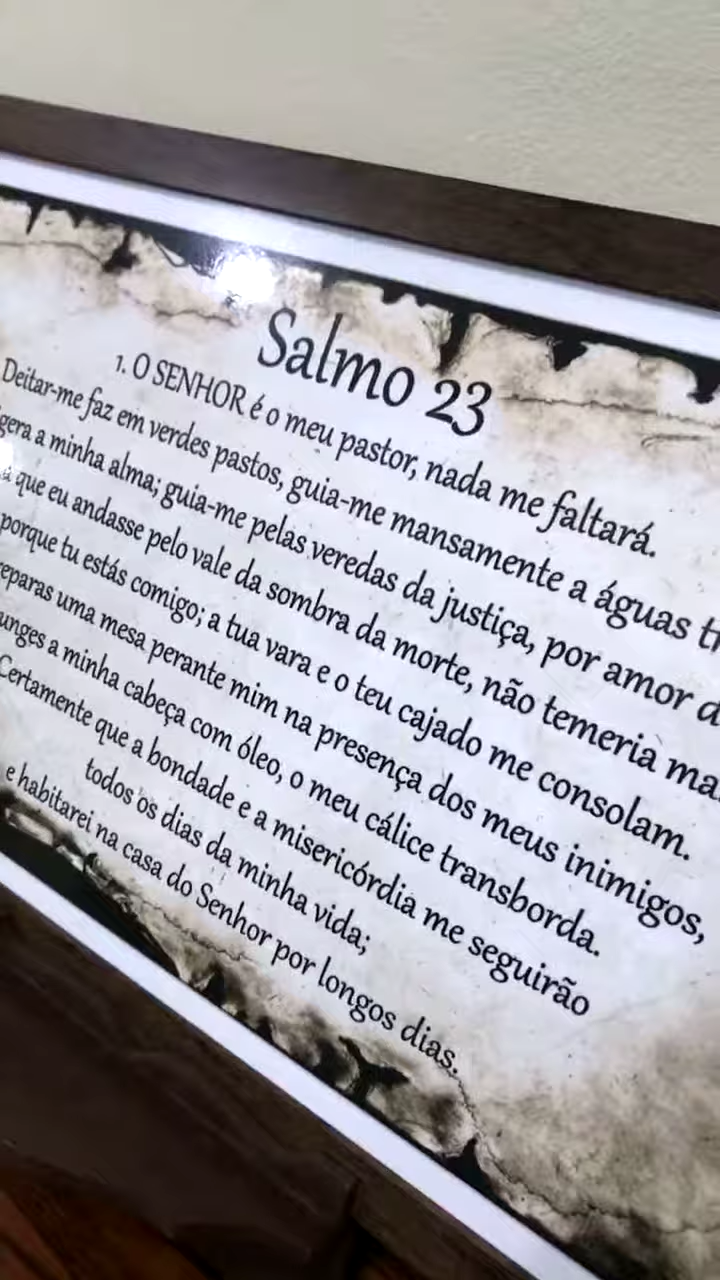 Salmo 23
1. O SENHOR é o meu pastor, nada me faltará.
Deitar-me faz em verdes pastos, guia-me mansamente a águas
a minha alma; guia-me pelas veredas da justiça, por amor
que eu andasse pelo vale da sombra da morte, não temeria
porque tu estás comigo; a tua vara e o teu cajado me consolam.
uma mesa perante mim na presença dos meus inimigos,
unges a minha cabeça com óleo, o meu cálice transborda.
Certamente que a bondade e a misericórdia me seguirão
todos os dias da minha vida;
e habitarei na casa do Senhor por longos dias.